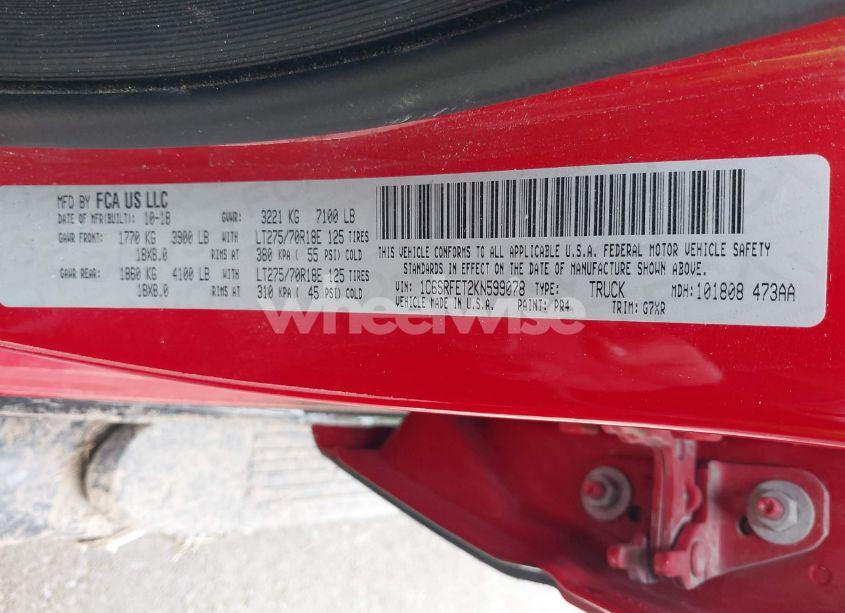 MFD BY FCA US LLC
DATE OF MFR(BUILT): 10-18 GVWR: 3221 KG 7100 LB
GAWR FRONT: 1770 KG 3900 LB WITH LT275/70R18E 125 TIRES
18X8.0 RIMS AT 380 KPA ( 55 PSI) COLD
GAWR REAR: 1860 KG 4100 LB WITH LT275/70R18E 125 TIRES
18X8.0 RIMS AT 310 KPA ( 45 PSI) COLD
THIS VEHICLE CONFORMS TO ALL APPLICABLE U.S.A. FEDERAL MOTOR VEHICLE SAFETY
STANDARDS IN EFFECT ON THE DATE OF MANUFACTURE SHOWN ABOVE.
VIN: 1C6SRFET2KN599078 TYPE: TRUCK MDH: 101808 473AA
VEHICLE MADE IN U.S.A. PAINT: PR4 TRIM: G7XR
Wheelwise